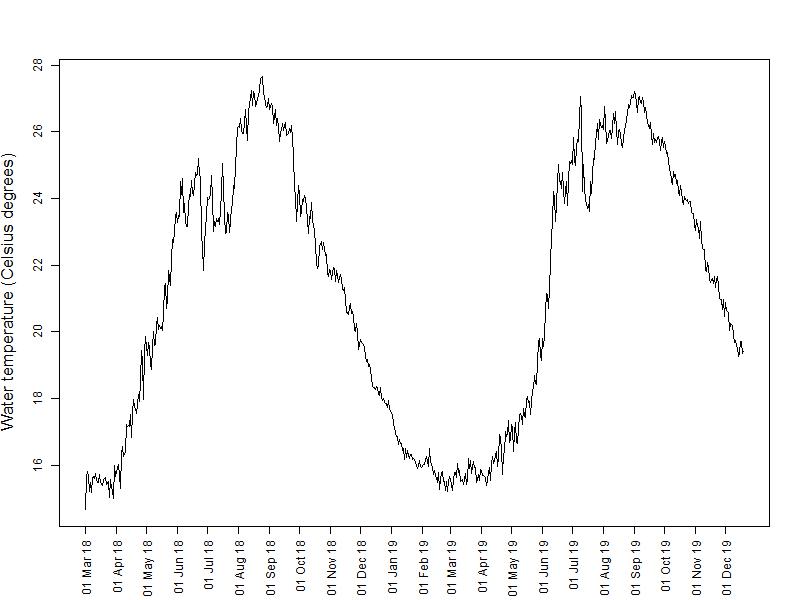 Water temperature (Celsius degrees)
28
26
24
22
20
18
16
01 Mar 18
01 Apr 18
01 May 18
01 Jun 18
01 Jul 18
01 Aug 18
01 Sep 18
01 Oct 18
01 Nov 18
01 Dec 18
01 Jan 19
01 Feb 19
01 Mar 19
01 Apr 19
01 May 19
01 Jun 19
01 Jul 19
01 Aug 19
01 Sep 19
01 Oct 19
01 Nov 19
01 Dec 19